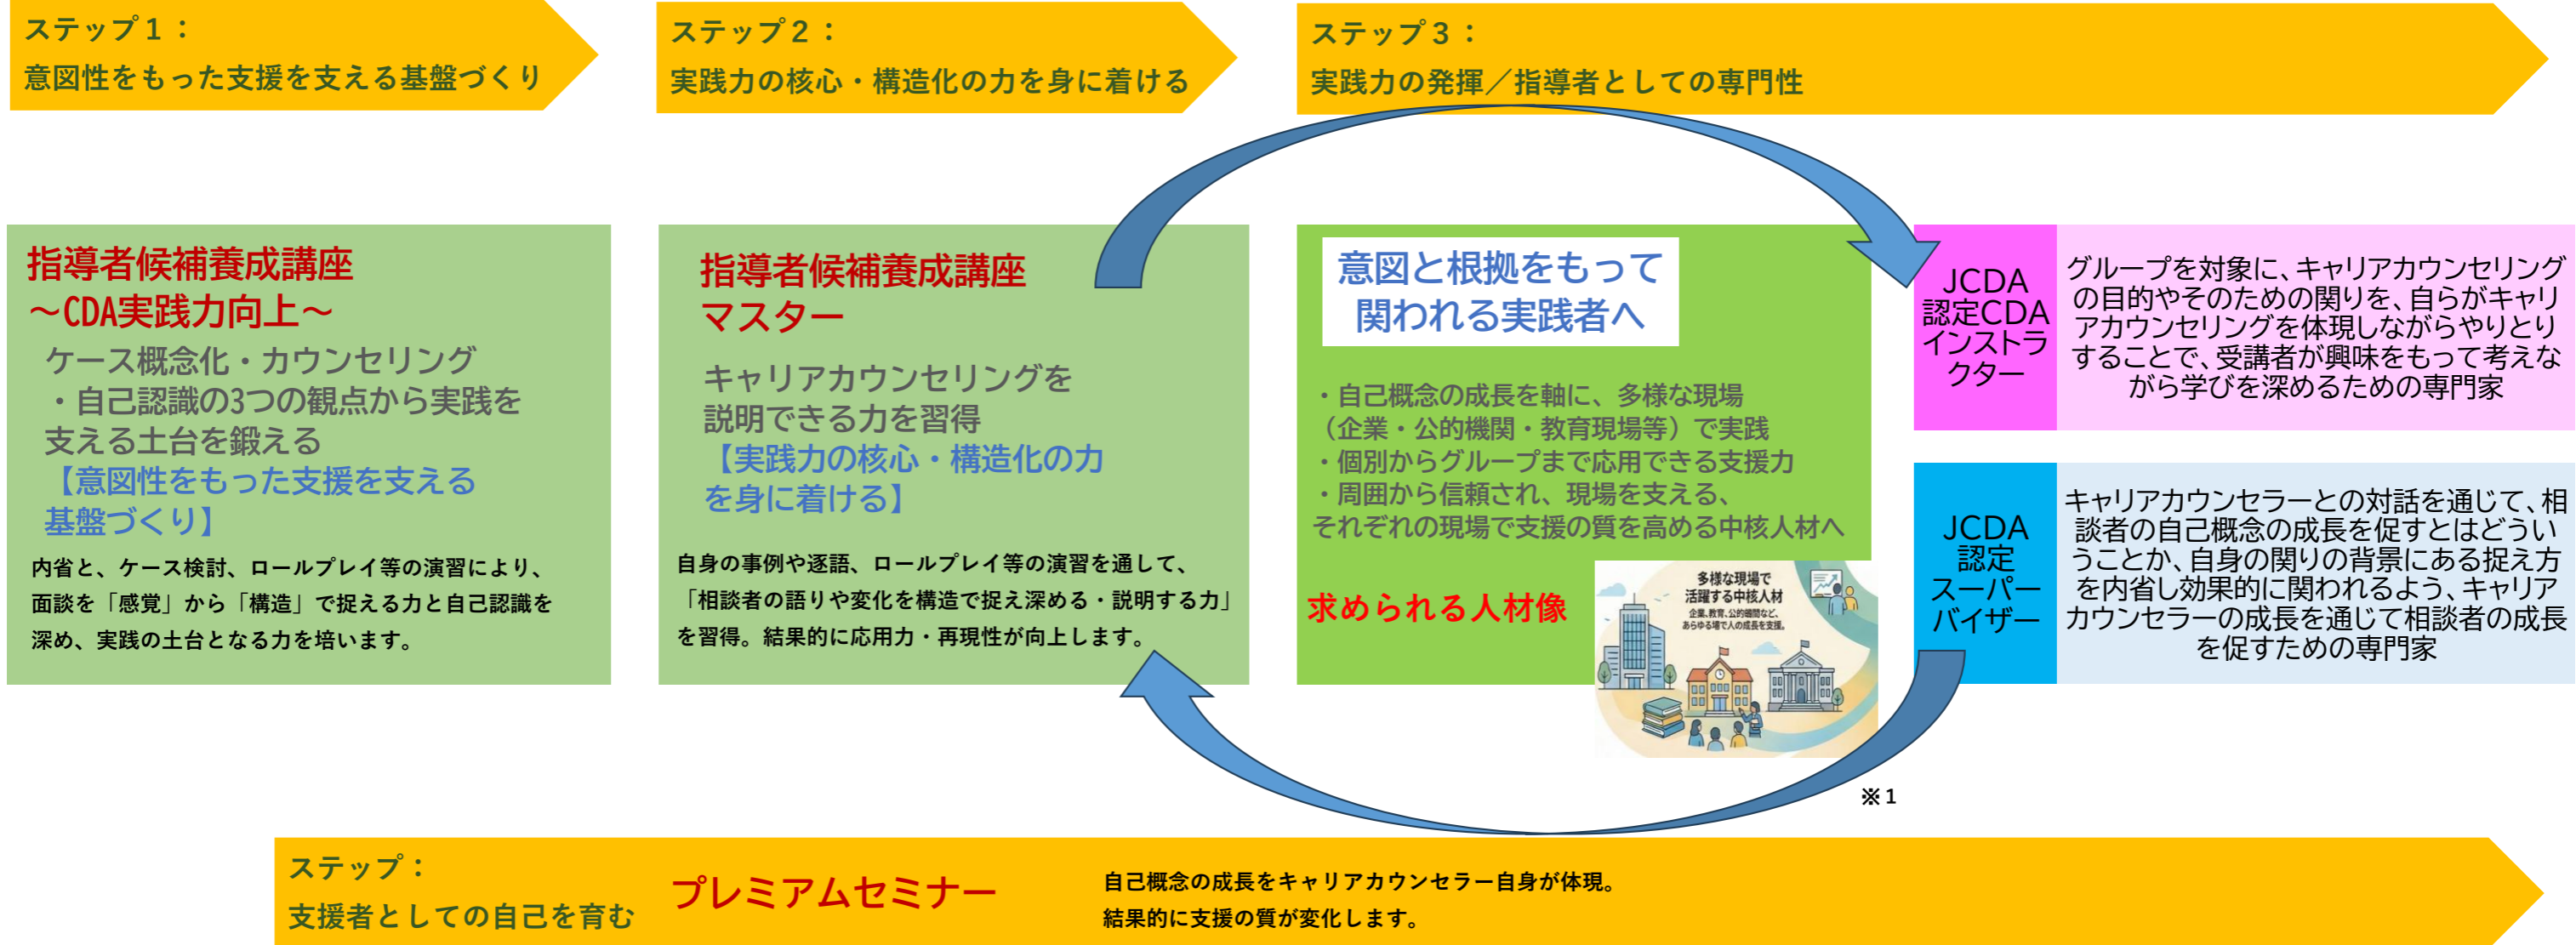 ステップ１：
意図性をもった支援を支える基盤づくり
ステップ２：
実践力の核心・構造化の力を身に着ける
ステップ３：
実践力の発揮／指導者としての専門性
指導者候補養成講座
～CDA実践力向上～
ケース概念化・カウンセリング
・自己認識の3つの観点から実践を
支える土台を鍛える
【意図性をもった支援を支える
基盤づくり】
内省と、ケース検討、ロールプレイ等の演習により、
面談を「感覚」から「構造」で捉える力と自己認識を
深め、実践の土台となる力を培います。
指導者候補養成講座
マスター
キャリアカウンセリングを
説明できる力を習得
【実践力の核心・構造化の力
を身に着ける】
自身の事例や逐語、ロールプレイ等の演習を通して、
「相談者の語りや変化を構造で捉え深める・説明する力」
を習得。結果的に応用力・再現性が向上します。
意図と根拠をもって
関われる実践者へ
・自己概念の成長を軸に、多様な現場
（企業・公的機関・教育現場等）で実践
・個別からグループまで応用できる支援力
・周囲から信頼され、現場を支える、
それぞれの現場で支援の質を高める中核人材へ
求められる人材像
多様な現場で
活躍する中核人材
企業、教育、公的機関など、
あらゆる場で人の成長を支援。
JCDA
認定CDA
インストラ
クター
グループを対象に、キャリアカウンセリング
の目的やそのための関りを、自らがキャリ
アカウンセリングを体現しながらやりとり
することで、受講者が興味をもって考えな
がら学びを深めるための専門家
JCDA
認定
スーパー
バイザー
キャリアカウンセラーとの対話を通じて、相
談者の自己概念の成長を促すとはどうい
うことか、自身の関りの背景にある捉え方
を内省し効果的に関われるよう、キャリア
カウンセラーの成長を通じて相談者の成長
を促すための専門家
※１
ステップ：
支援者としての自己を育む
プレミアムセミナー
自己概念の成長をキャリアカウンセラー自身が体現。
結果的に支援の質が変化します。